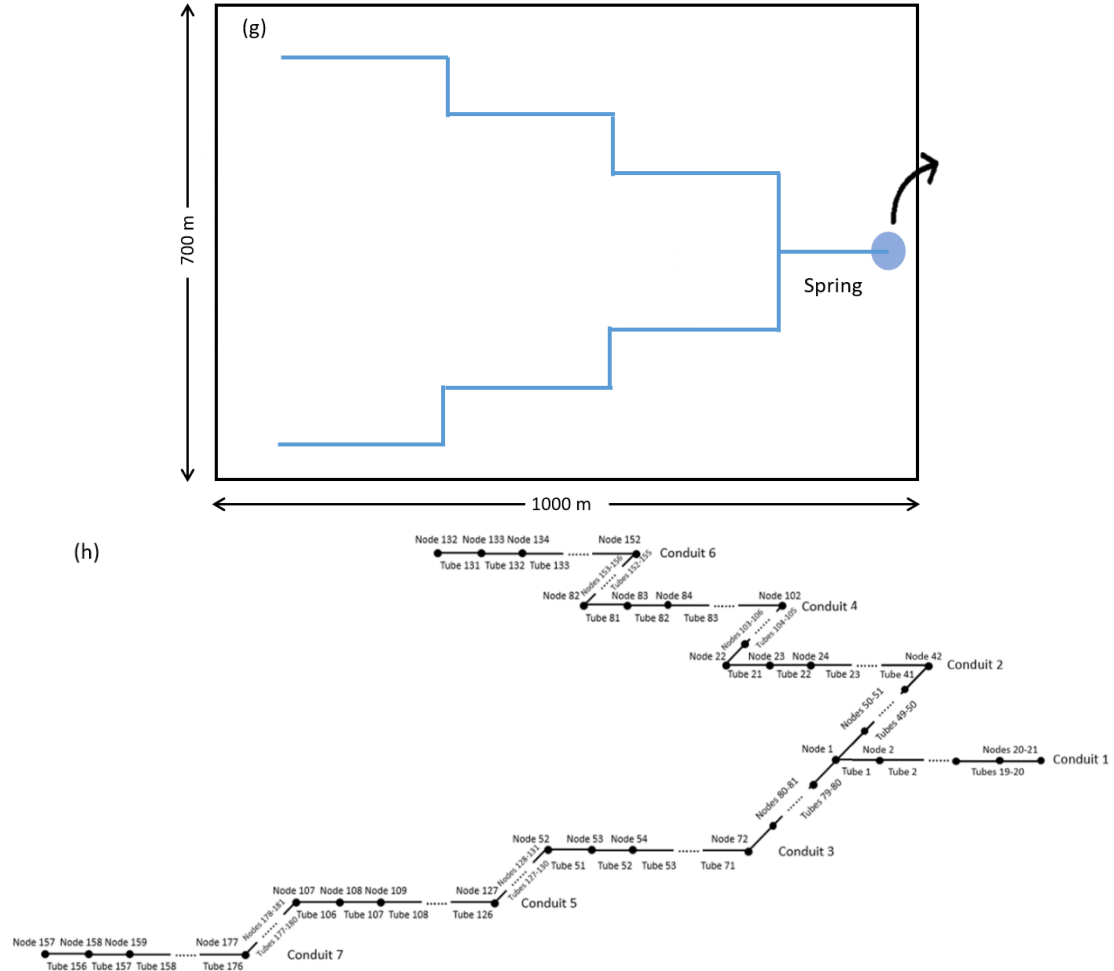 (g)
700 m
Spring
1000 m
(h)
Node 132 Node 133 Node 134 Node 152
Tube 131 Tube 132 Tube 133
Conduit 6
Nodes 153-156
Tubes 152-155
Node 82 Node 83 Node 84 Node 102
Tube 81 Tube 82 Tube 83
Conduit 4
Nodes 103-106
Tubes 104-105
Node 22 Node 23 Node 24 Node 42
Tube 21 Tube 22 Tube 23 Tube 41
Conduit 2
Nodes 50-51
Tubes 49-50
Node 1 Node 2 Nodes 20-21
Tube 1 Tube 2 Tubes 19-20
Conduit 1
Nodes 80-81
Tubes 79-80
Node 52 Node 53 Node 54 Node 72
Tube 51 Tube 52 Tube 53 Tube 71
Conduit 3
Nodes 128-131
Tubes 127-130
Node 107 Node 108 Node 109 Node 127
Tube 106 Tube 107 Tube 108 Tube 126
Conduit 5
Nodes 178-181
Tubes 177-180
Node 157 Node 158 Node 159 Node 177
Tube 156 Tube 157 Tube 158 Tube 176
Conduit 7